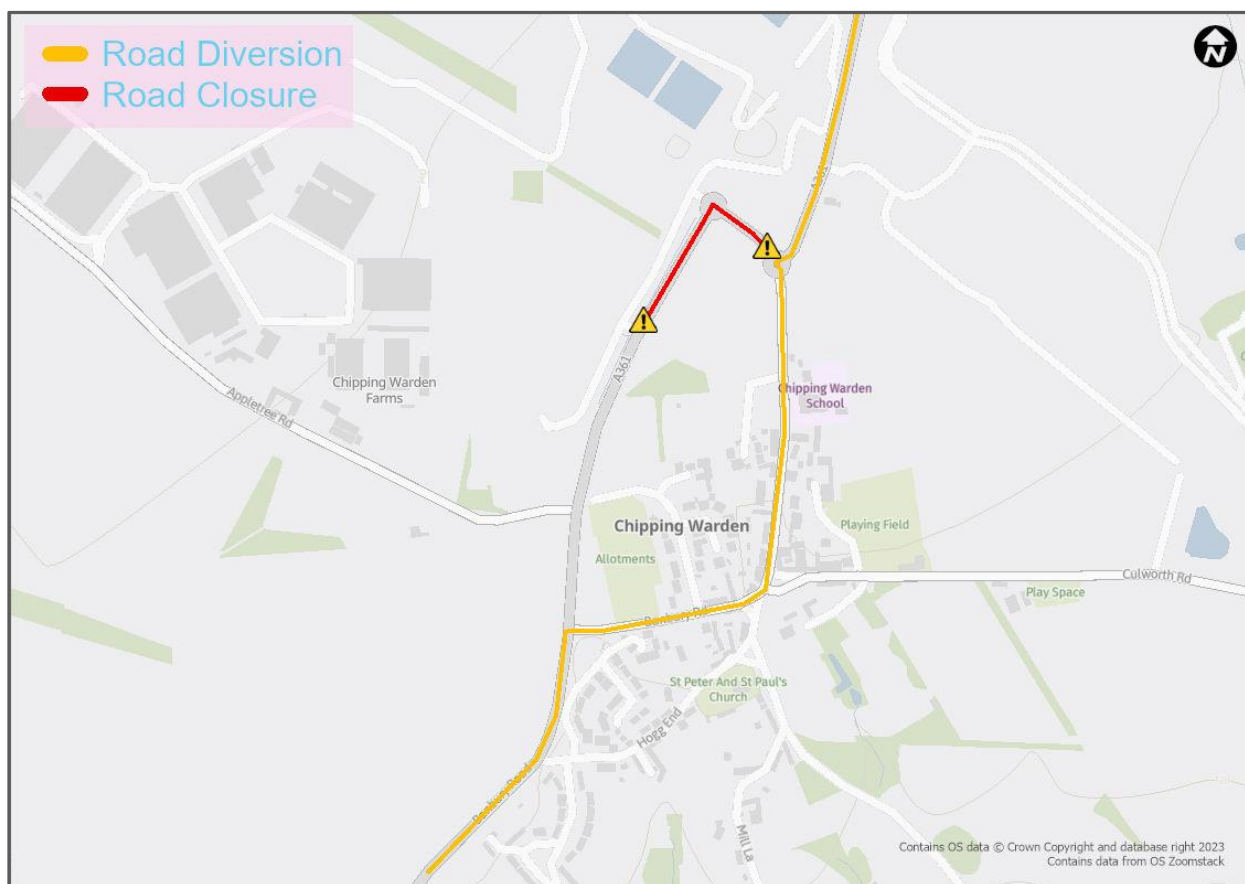 Road Diversion
Road Closure
N
A361
A361
Chipping Warden
Farms
Appletree Rd
Chipping Warden
School
Chipping Warden
Allotments
Playing Field
Culworth Rd
Play Space
Banbury Rd
St Peter And St Paul's
Church
Hogg End
Banbury Road
Mill La
Contains OS data © Crown Copyright and database right 2023
Contains data from OS Zoomstack